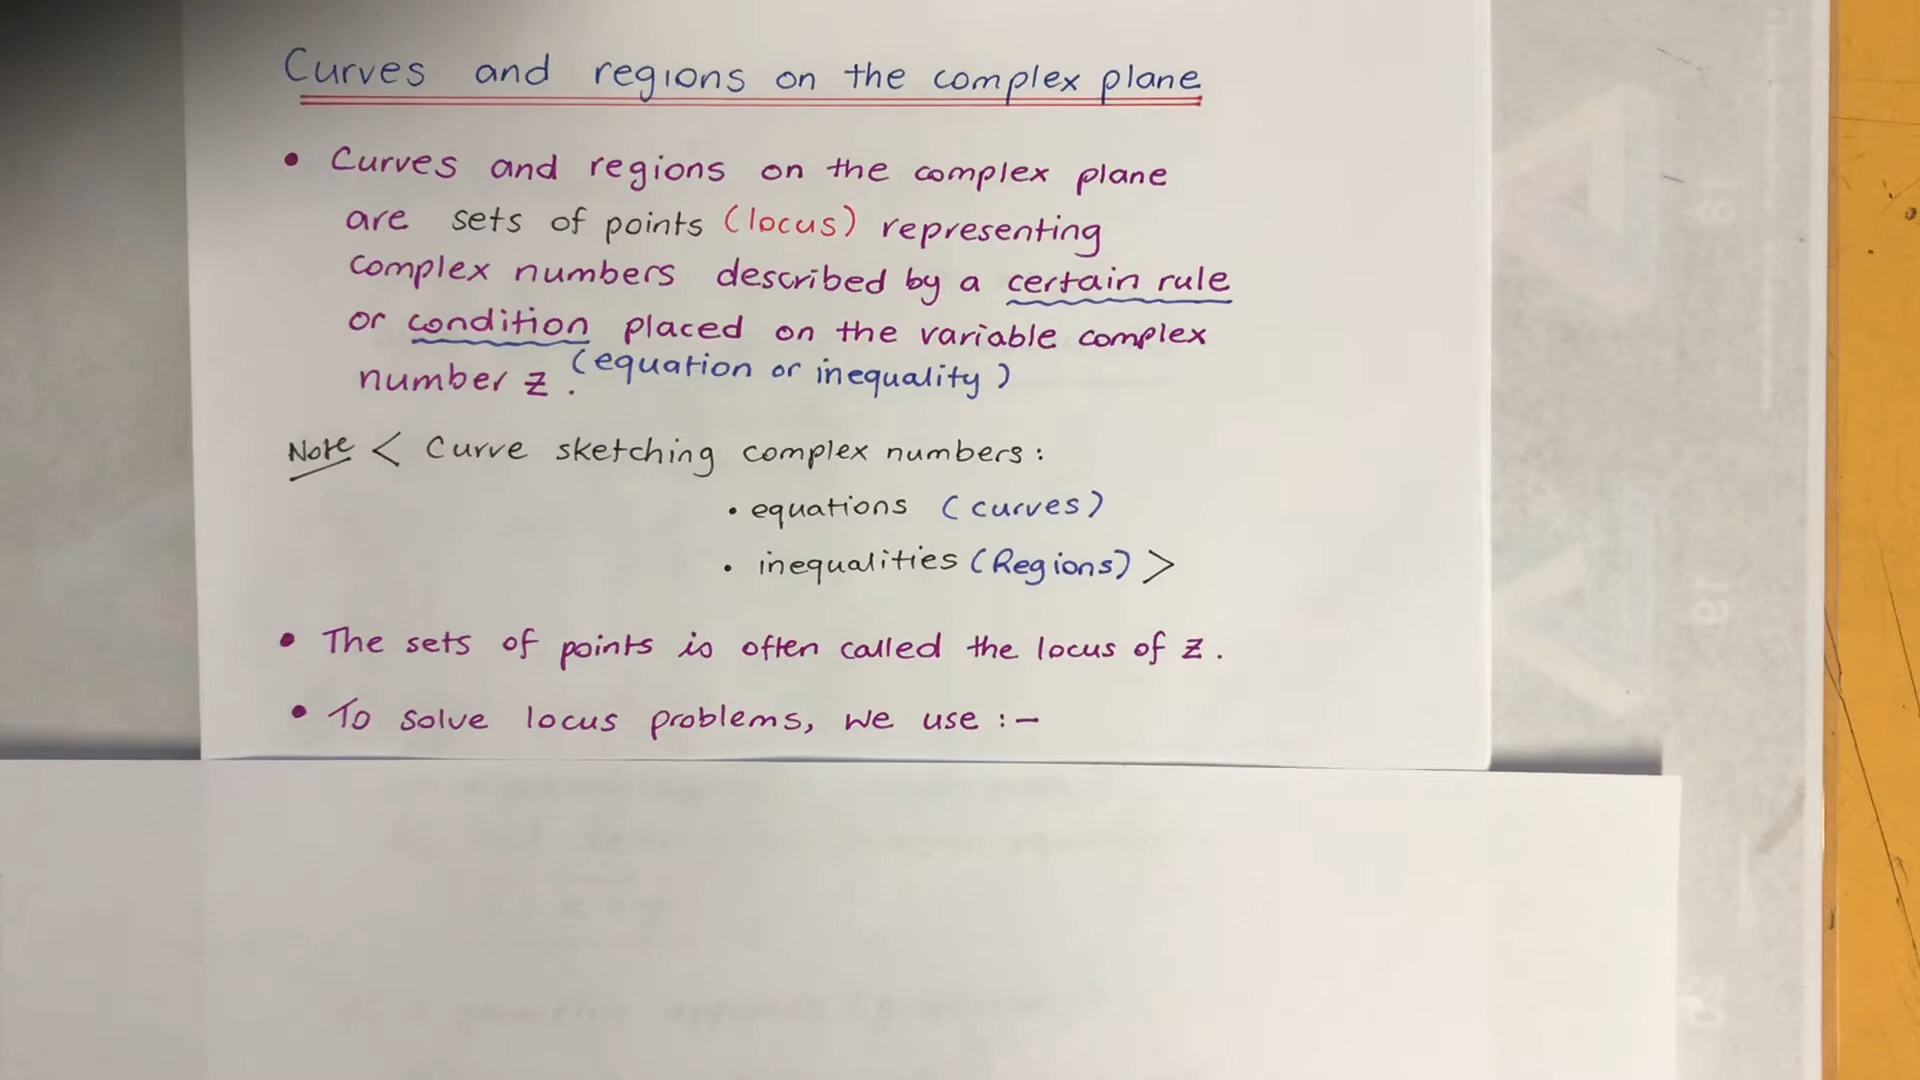 Curves and regions on the complex plane
• Curves and regions on the complex plane
are sets of points (locus) representing
complex numbers described by a certain rule
or condition placed on the variable complex
number z. (equation or inequality)
Note < Curve sketching complex numbers:
• equations (curves)
• inequalities (Regions) >
• The sets of points is often called the locus of z.
• To solve locus problems, we use :-